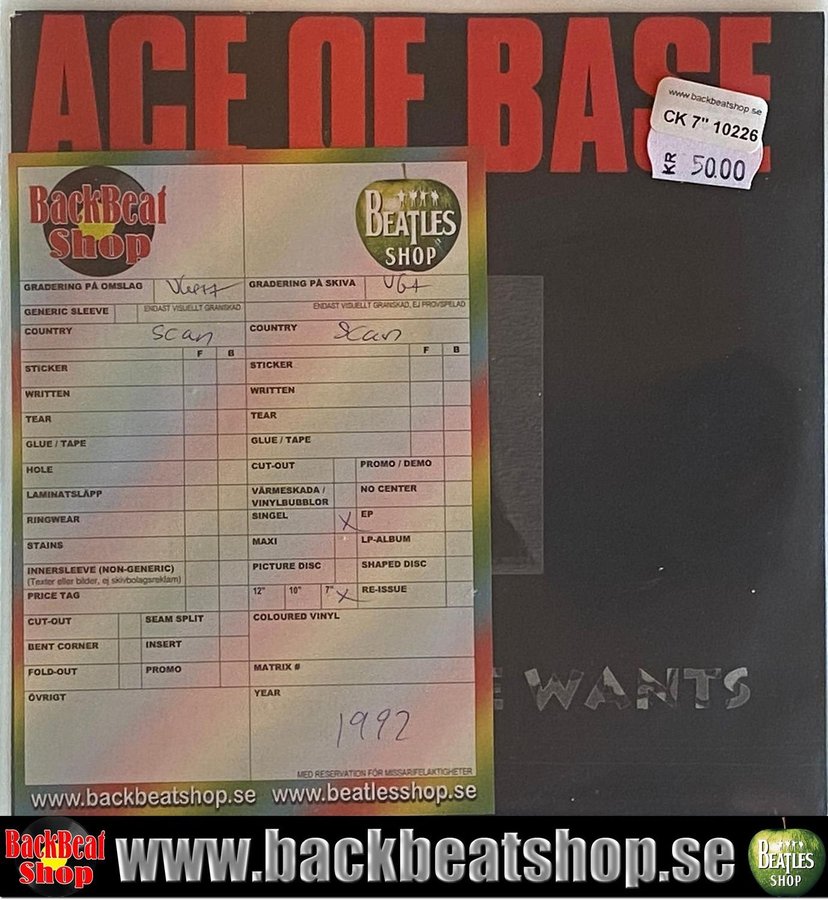 ACE OF BASE
www.backbeatshop.se
CK 7" 10226
KR 50.00
BackBeat
Shop
BEATLES
SHOP
GRADERING PÅ OMSLAG
GRADERING PÅ SKIVA VG+
GENERIC SLEEVE ENDAST VISUELLT GRANSKAD
ENDAST VISUELLT GRANSKAD, EJ PROVSPELAD
COUNTRY Scan
COUNTRY Scan
F B
F B
STICKER
STICKER
WRITTEN
WRITTEN
TEAR
TEAR
GLUE / TAPE
GLUE / TAPE
HOLE
CUT-OUT PROMO / DEMO
LAMINATSLÄPP
VÄRMESKADA /
VINYLBUBBLOR
NO CENTER
RINGWEAR
SINGEL X EP
STAINS
MAXI LP-ALBUM
INNERSLEEVE (NON-GENERIC)
(Texter eller bilder, ej skivbolagsreklam)
PICTURE DISC SHAPED DISC
PRICE TAG
12" 10" 7" X RE-ISSUE
CUT-OUT SEAM SPLIT
COLOURED VINYL
BENT CORNER INSERT
FOLD-OUT PROMO
MATRIX #
ÖVRIGT
YEAR
1992
MED RESERVATION FÖR MISSAR/FELAKTIGHETER
www.backbeatshop.se www.beatlesshop.se
E WANTS
BackBeat
Shop
www.backbeatshop.se
BEATLES
SHOP